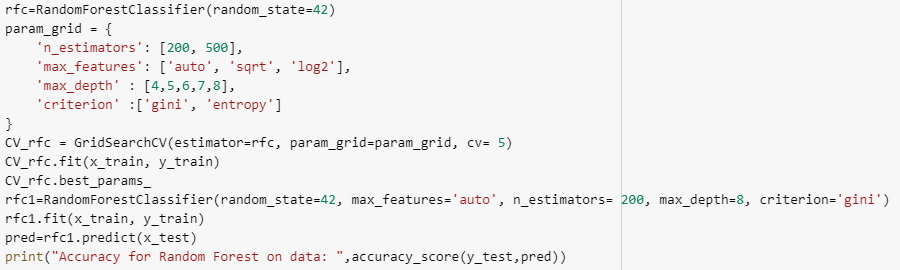 rfc=RandomForestClassifier(random_state=42)
param_grid = {
    'n_estimators': [200, 500],
    'max_features': ['auto', 'sqrt', 'log2'],
    'max_depth' : [4,5,6,7,8],
    'criterion' :['gini', 'entropy']
}
CV_rfc = GridSearchCV(estimator=rfc, param_grid=param_grid, cv= 5)
CV_rfc.fit(x_train, y_train)
CV_rfc.best_params_
rfc1=RandomForestClassifier(random_state=42, max_features='auto', n_estimators= 200, max_depth=8, criterion='gini')
rfc1.fit(x_train, y_train)
pred=rfc1.predict(x_test)
print("Accuracy for Random Forest on data: ",accuracy_score(y_test,pred))